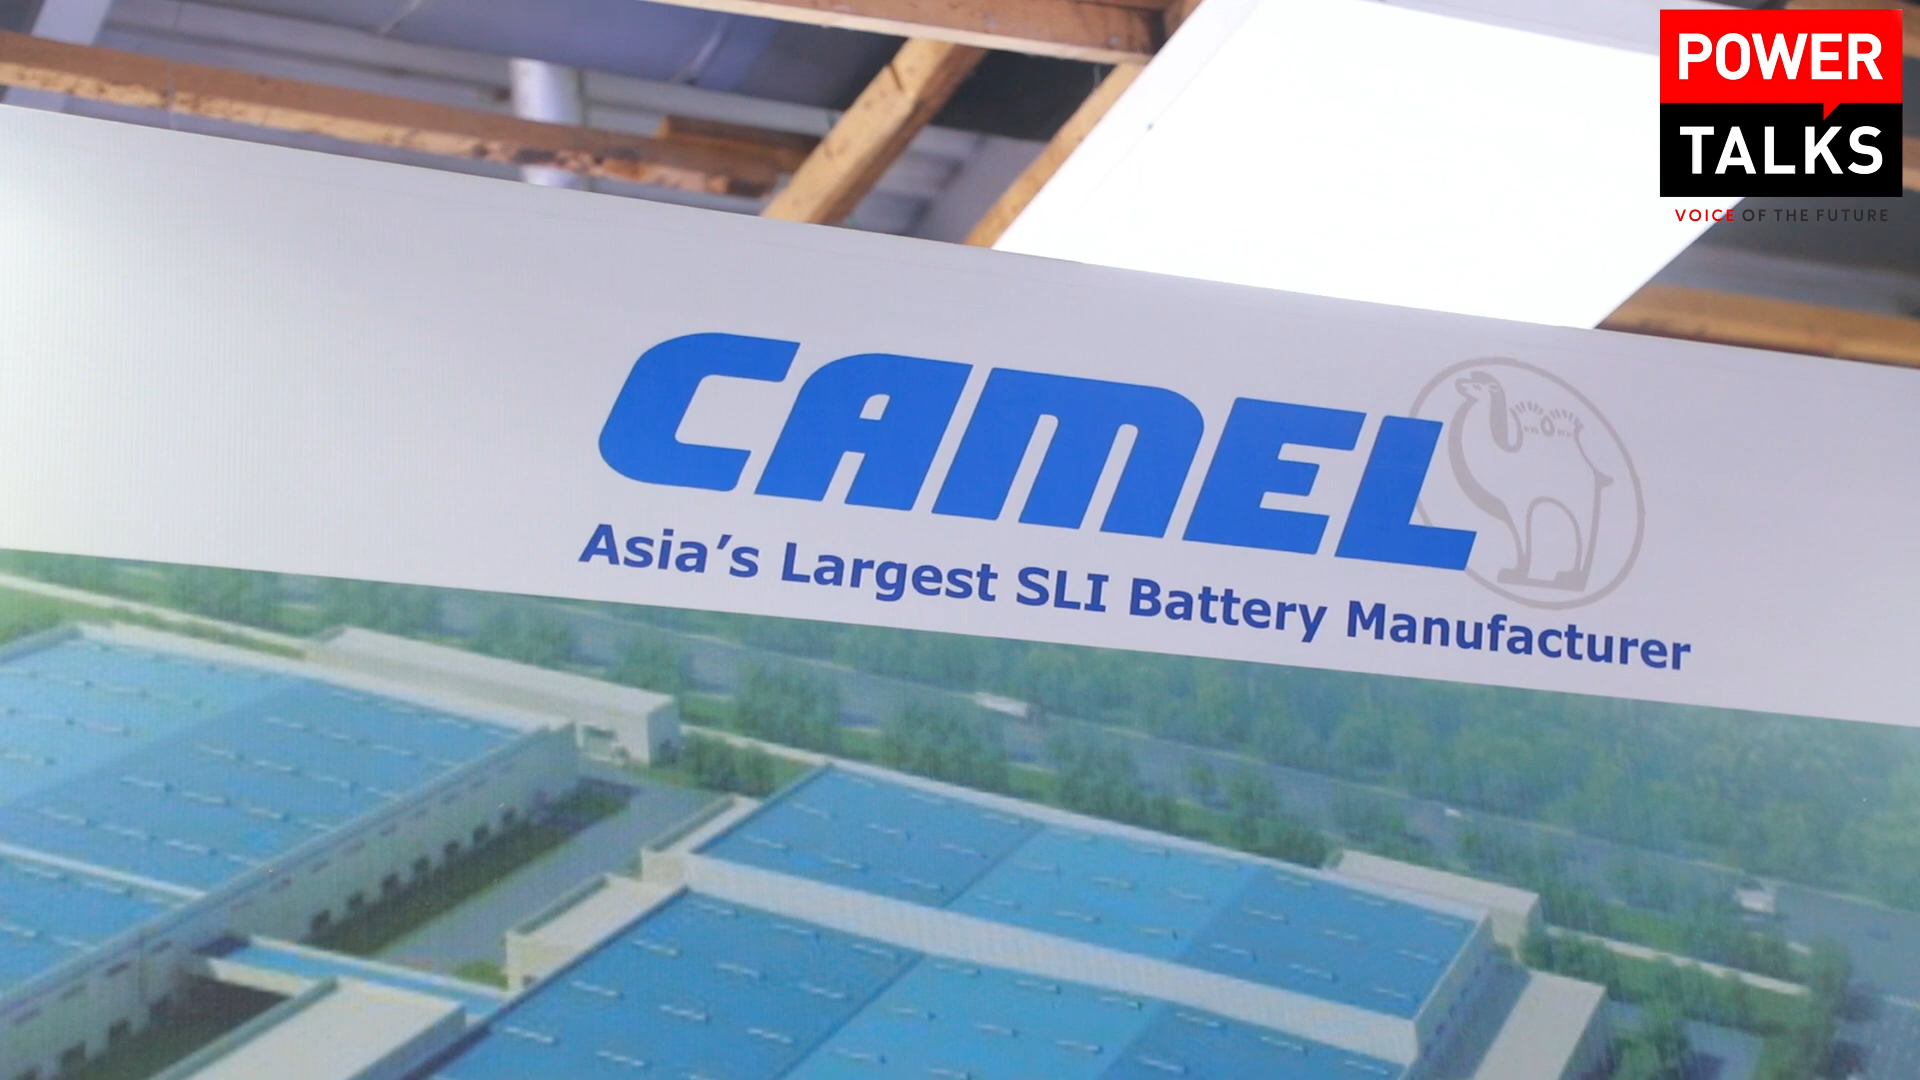 POWER
TALKS
VOICE OF THE FUTURE
CAMEL
Asia's Largest SLI Battery Manufacturer